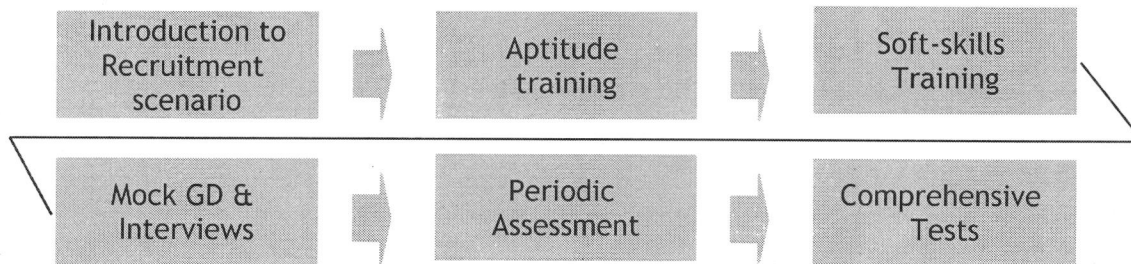 Introduction to
Recruitment
scenario
Aptitude
training
Soft-skills
Training
Mock GD &
Interviews
Periodic
Assessment
Comprehensive
Tests